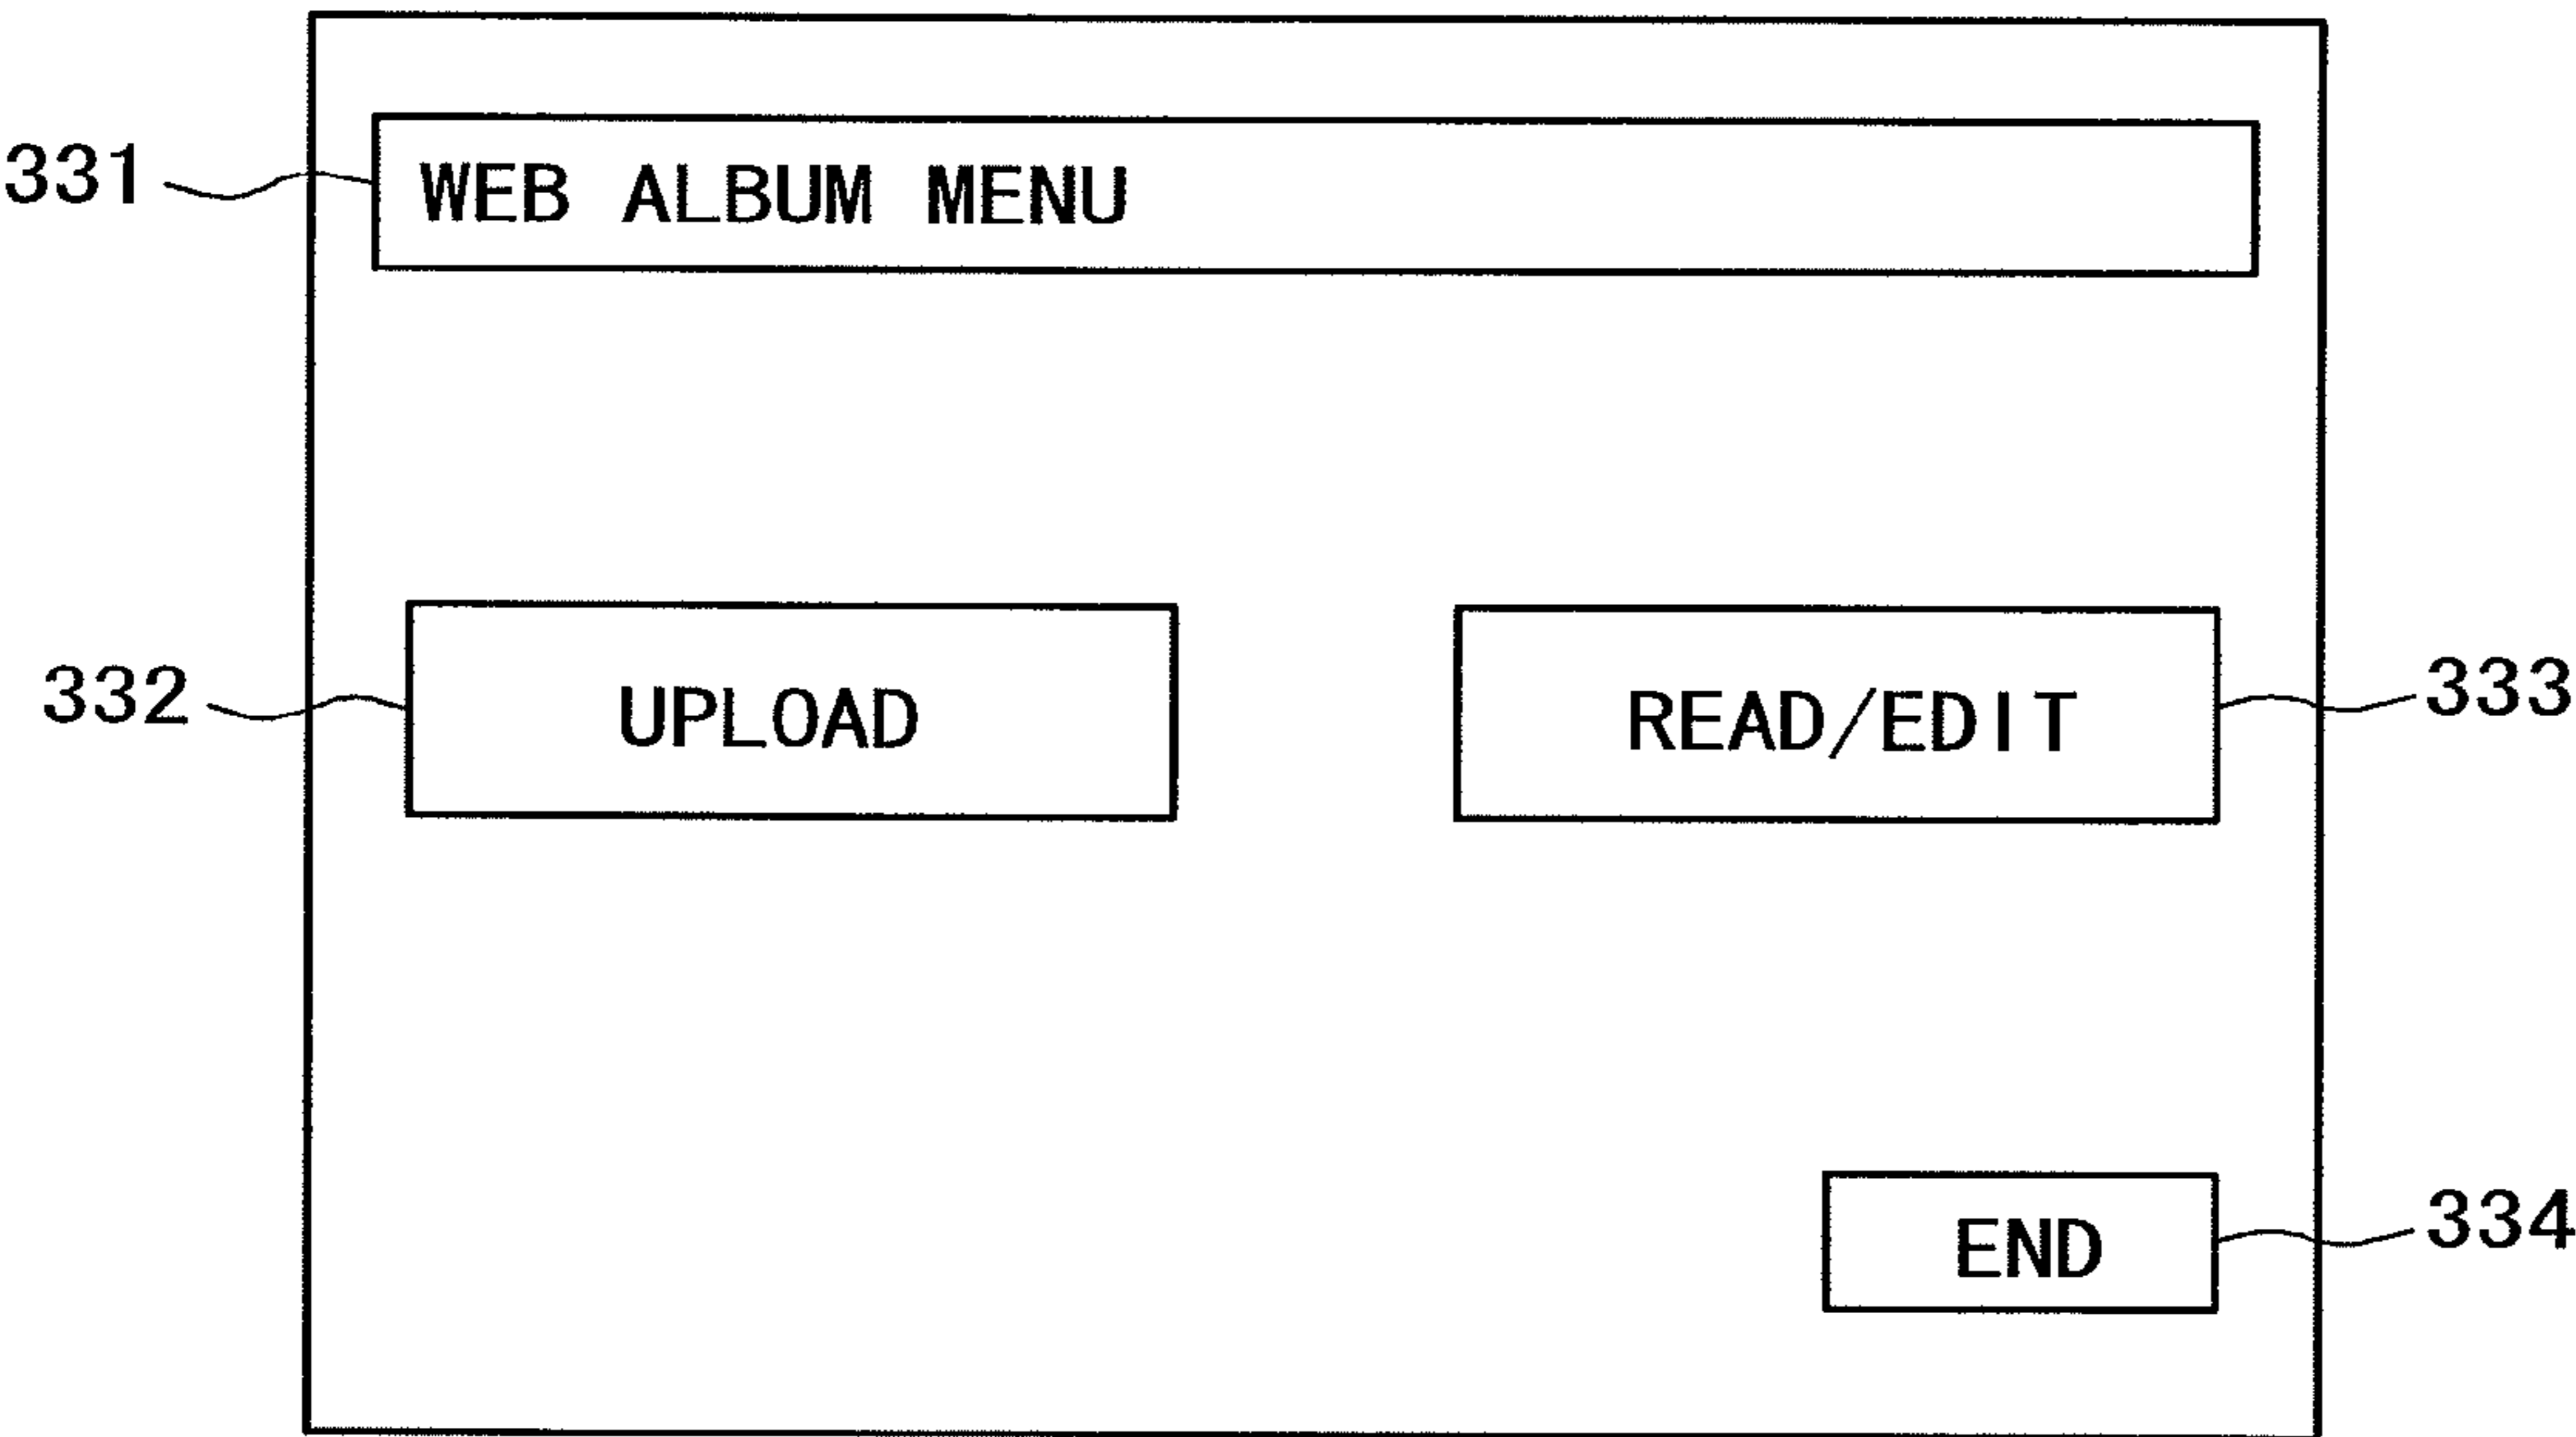 331
WEB ALBUM MENU
332
UPLOAD
READ/EDIT
333
END
334